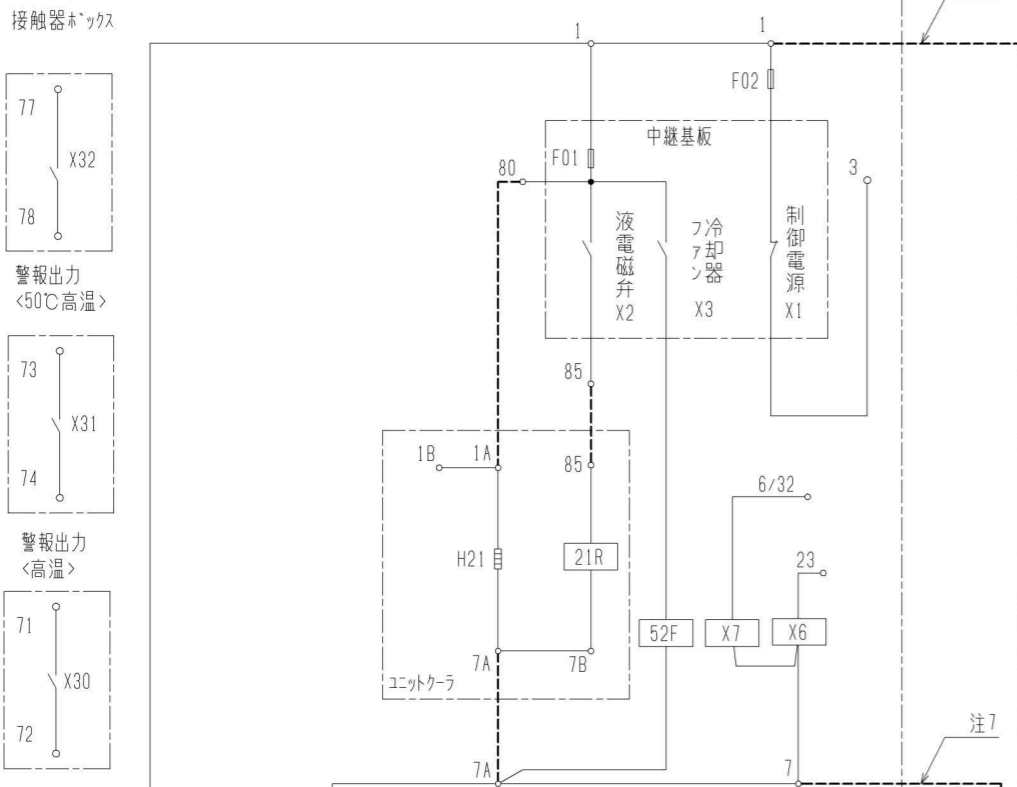 接触器ボックス
77
X32
78
警報出力
<50℃高温>
73
X31
74
警報出力
<高温>
71
X30
72
1
1
F02
中継基板
F01
80
3
液電磁弁
X2
冷却器
ファン
X3
制御電源
X1
85
1B
1A
85
6/32
H21
21R
23
52F
X7
X6
7A
7B
ユニットクーラ
注7
7A
7